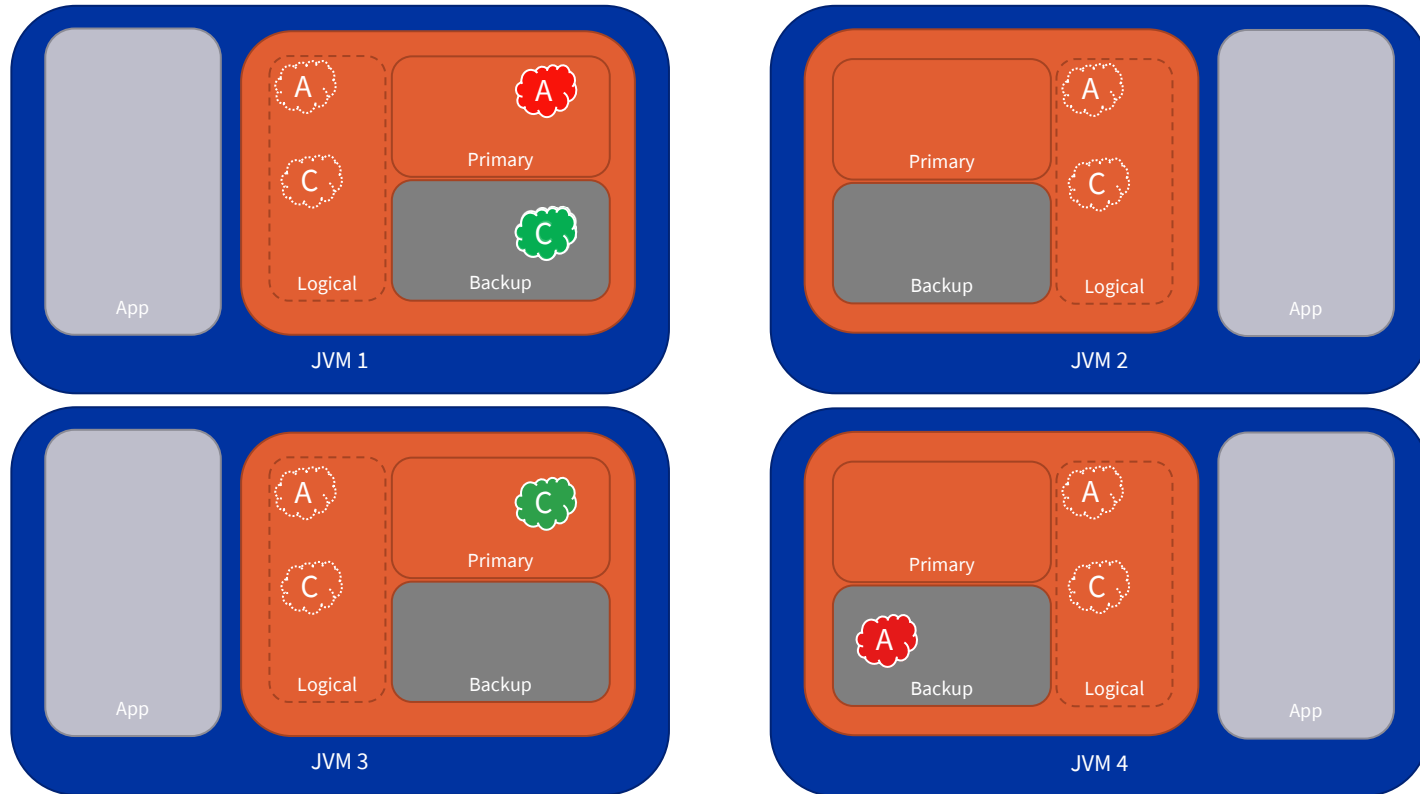 A
C
Logical
A
Primary
C
Backup
App
JVM 1
Primary
Backup
A
C
Logical
App
JVM 2
A
C
Logical
C
Primary
Backup
App
JVM 3
Primary
A
Backup
A
C
Logical
App
JVM 4